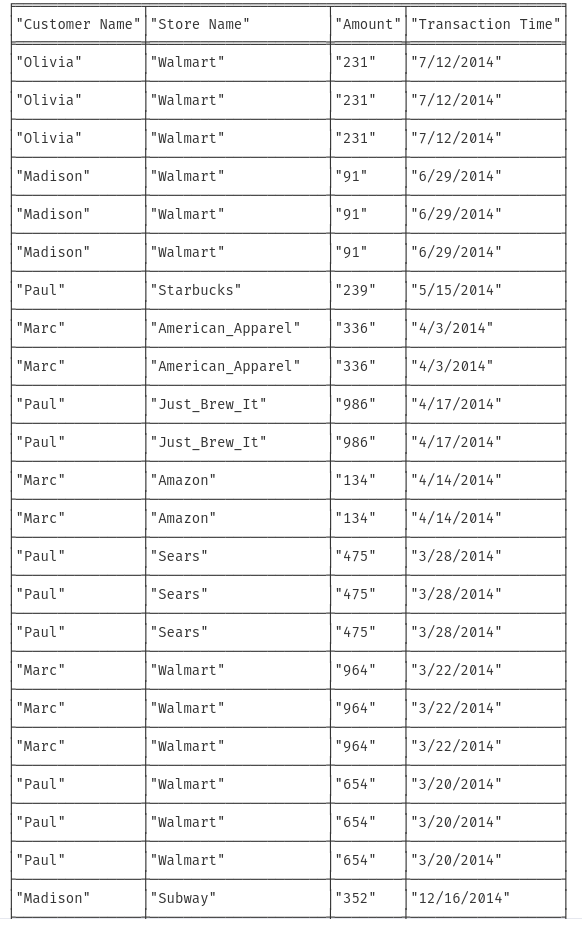 "Customer Name" "Store Name" "Amount" "Transaction Time"
"Olivia" "Walmart" "231" "7/12/2014"
"Olivia" "Walmart" "231" "7/12/2014"
"Olivia" "Walmart" "231" "7/12/2014"
"Madison" "Walmart" "91" "6/29/2014"
"Madison" "Walmart" "91" "6/29/2014"
"Madison" "Walmart" "91" "6/29/2014"
"Paul" "Starbucks" "239" "5/15/2014"
"Marc" "American_Apparel" "336" "4/3/2014"
"Marc" "American_Apparel" "336" "4/3/2014"
"Paul" "Just_Brew_It" "986" "4/17/2014"
"Paul" "Just_Brew_It" "986" "4/17/2014"
"Marc" "Amazon" "134" "4/14/2014"
"Marc" "Amazon" "134" "4/14/2014"
"Paul" "Sears" "475" "3/28/2014"
"Paul" "Sears" "475" "3/28/2014"
"Paul" "Sears" "475" "3/28/2014"
"Marc" "Walmart" "964" "3/22/2014"
"Marc" "Walmart" "964" "3/22/2014"
"Marc" "Walmart" "964" "3/22/2014"
"Paul" "Walmart" "654" "3/20/2014"
"Paul" "Walmart" "654" "3/20/2014"
"Paul" "Walmart" "654" "3/20/2014"
"Madison" "Subway" "352" "12/16/2014"